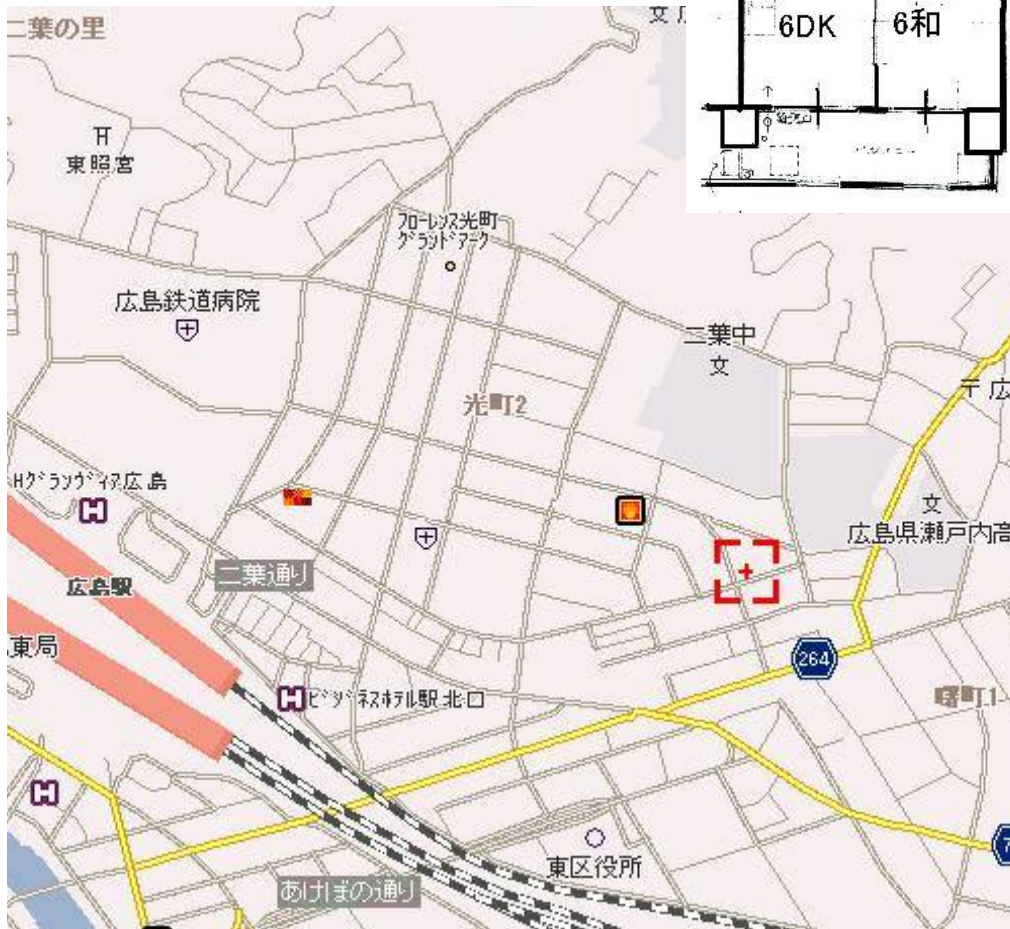 二葉の里
文 広
6DK
6和
东照宮
フローレンス光町
グランドアーク
広島鉄道病院
二葉中
文
光町2
〒広
Hグランヴィア広島
H
文
広島県瀬戸内高
広島駅
二葉通り
東局
264
H ビジネスホテル駅北口
H
東区役所
7
あけぼの通り